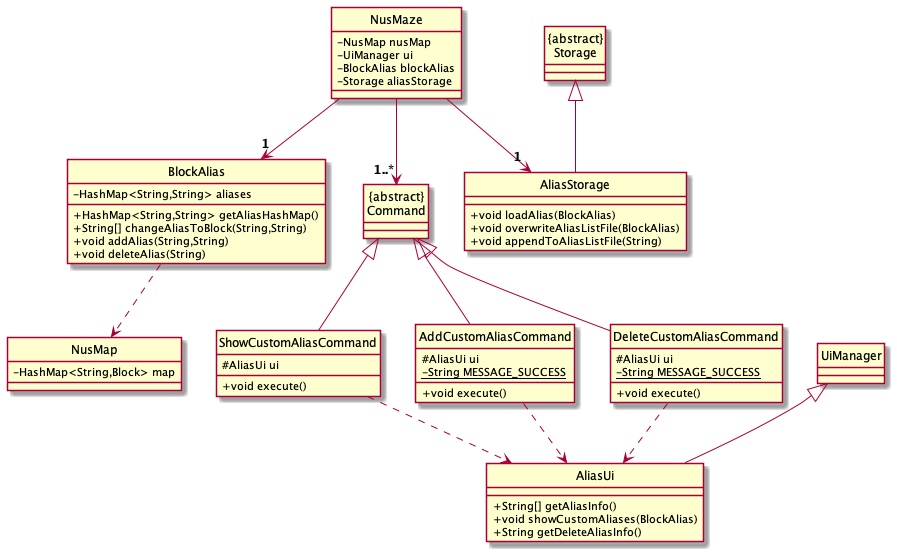 NusMaze
-NusMap nusMap
-UiManager ui
-BlockAlias blockAlias
-Storage aliasStorage
{abstract}
Storage
1
1..*
1
BlockAlias
-HashMap<String,String> aliases
+HashMap<String,String> getAliasHashMap()
+String[] changeAliasToBlock(String,String)
+void addAlias(String,String)
+void deleteAlias(String)
{abstract}
Command
AliasStorage
+void loadAlias(BlockAlias)
+void overwriteAliasListFile(BlockAlias)
+void appendToAliasListFile(String)
NusMap
-HashMap<String,Block> map
ShowCustomAliasCommand
#AliasUi ui
+void execute()
AddCustomAliasCommand
#AliasUi ui
-String MESSAGE_SUCCESS
+void execute()
DeleteCustomAliasCommand
#AliasUi ui
-String MESSAGE_SUCCESS
+void execute()
UiManager
AliasUi
+String[] getAliasInfo()
+void showCustomAliases(BlockAlias)
+String getDeleteAliasInfo()